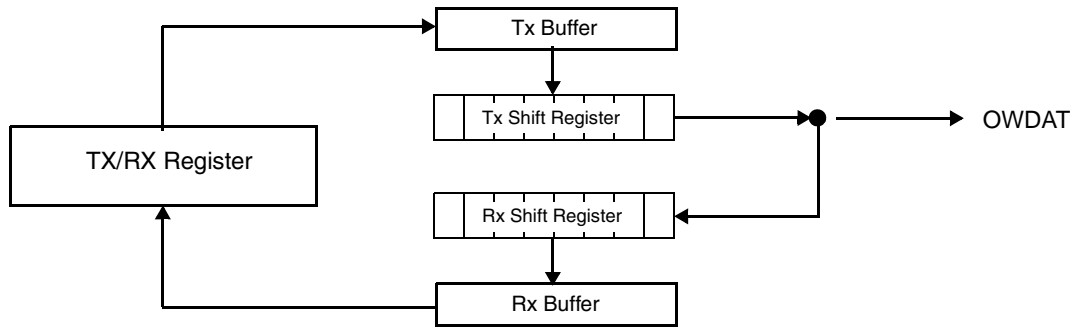 Tx Buffer
Tx Shift Register
OWDAT
TX/RX Register
Rx Shift Register
Rx Buffer